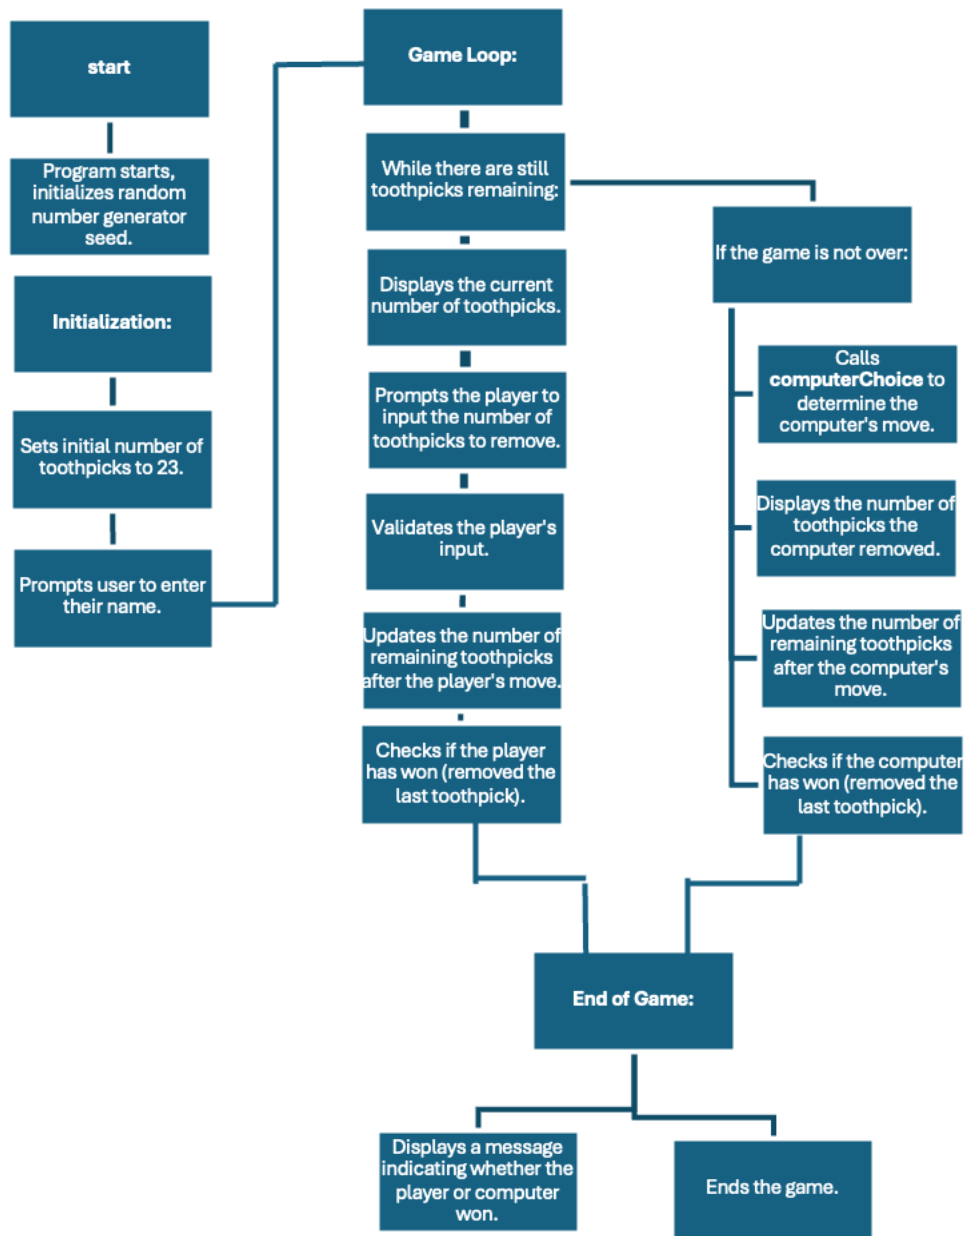 start
Program starts,
initializes random
number generator
seed.
Initialization:
Sets initial number of
toothpicks to 23.
Prompts user to enter
their name.
Game Loop:
While there are still
toothpicks remaining:
Displays the current
number of toothpicks.
Prompts the player to
input the number of
toothpicks to remove.
Validates the player's
input.
Updates the number of
remaining toothpicks
after the player's move.
Checks if the player
has won (removed the
last toothpick).
If the game is not over:
Calls
computerChoice to
determine the
computer's move.
Displays the number of
toothpicks the
computer removed.
Updates the number of
remaining toothpicks
after the computer's
move.
Checks if the computer
has won (removed the
last toothpick).
End of Game:
Displays a message
indicating whether the
player or computer
won.
Ends the game.